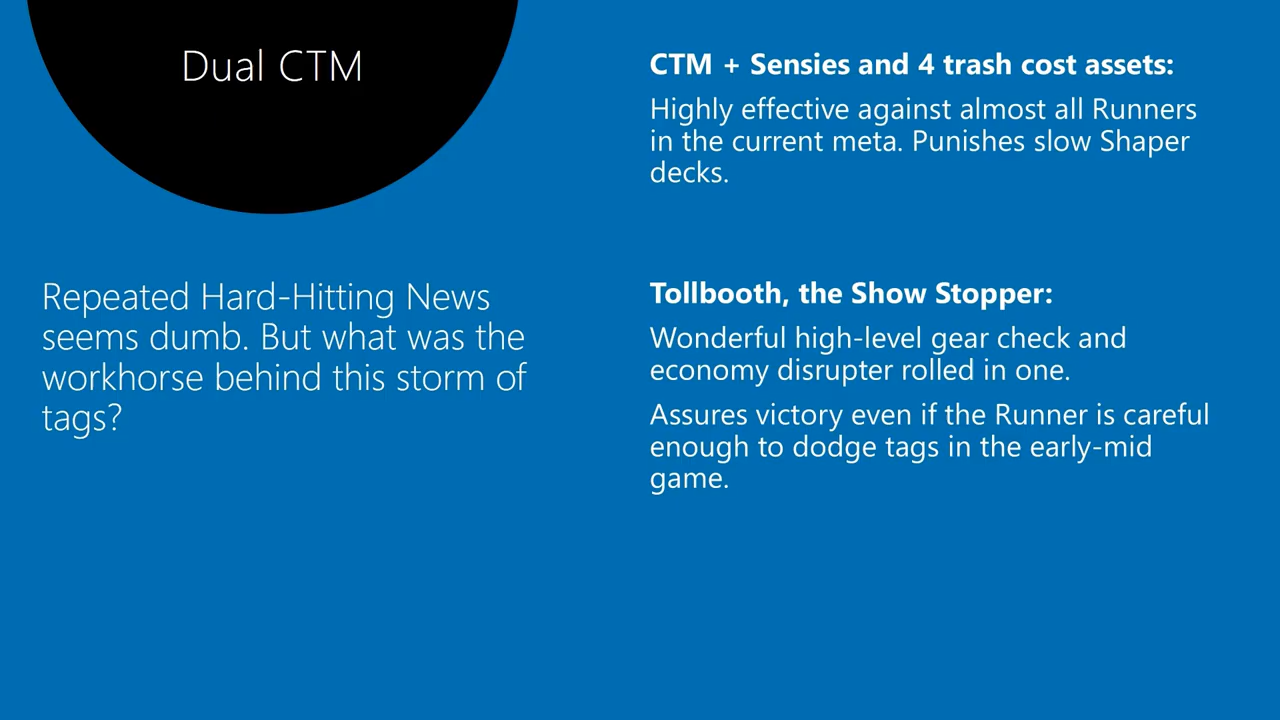 Dual CTM
Repeated Hard-Hitting News
seems dumb. But what was the
workhorse behind this storm of
tags?
CTM + Sensies and 4 trash cost assets:
Highly effective against almost all Runners
in the current meta. Punishes slow Shaper
decks.
Tollbooth, the Show Stopper:
Wonderful high-level gear check and
economy disrupter rolled in one.
Assures victory even if the Runner is careful
enough to dodge tags in the early-mid
game.